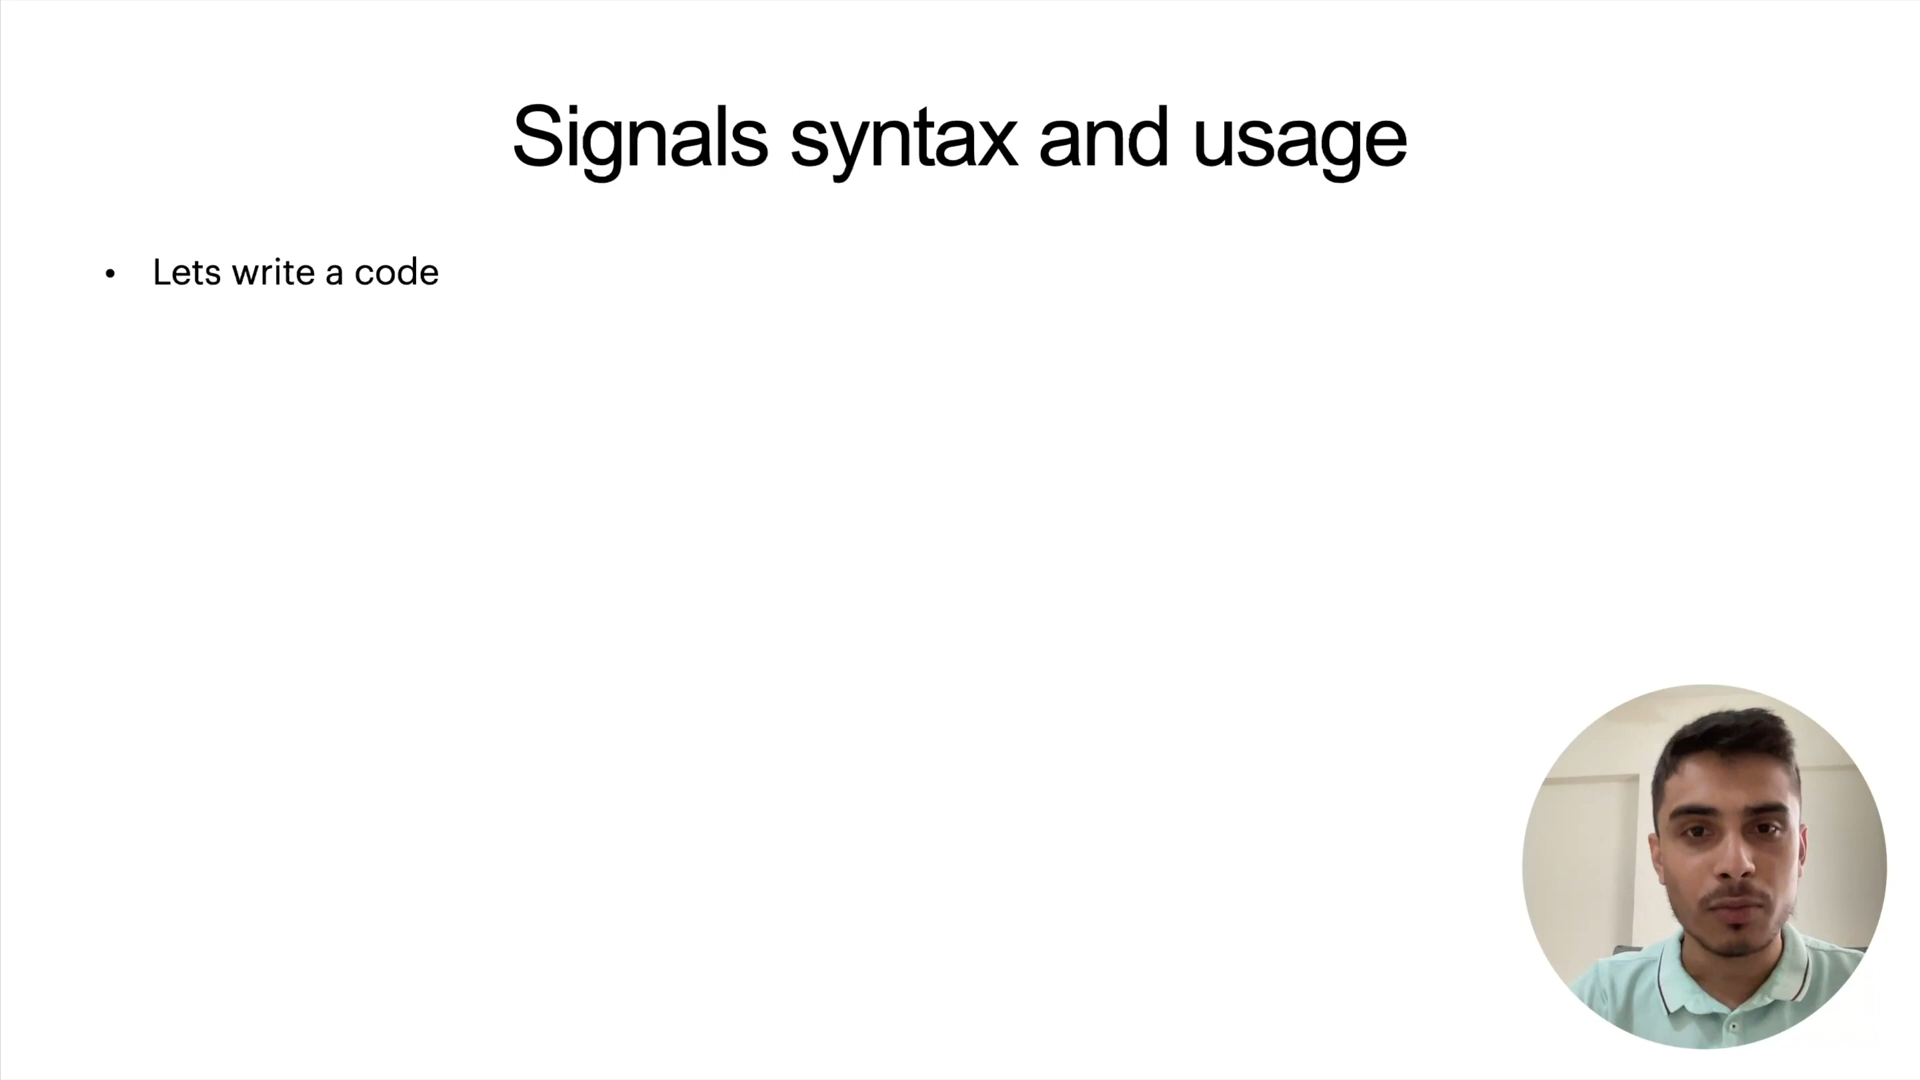 Signals syntax and usage
• Lets write a code